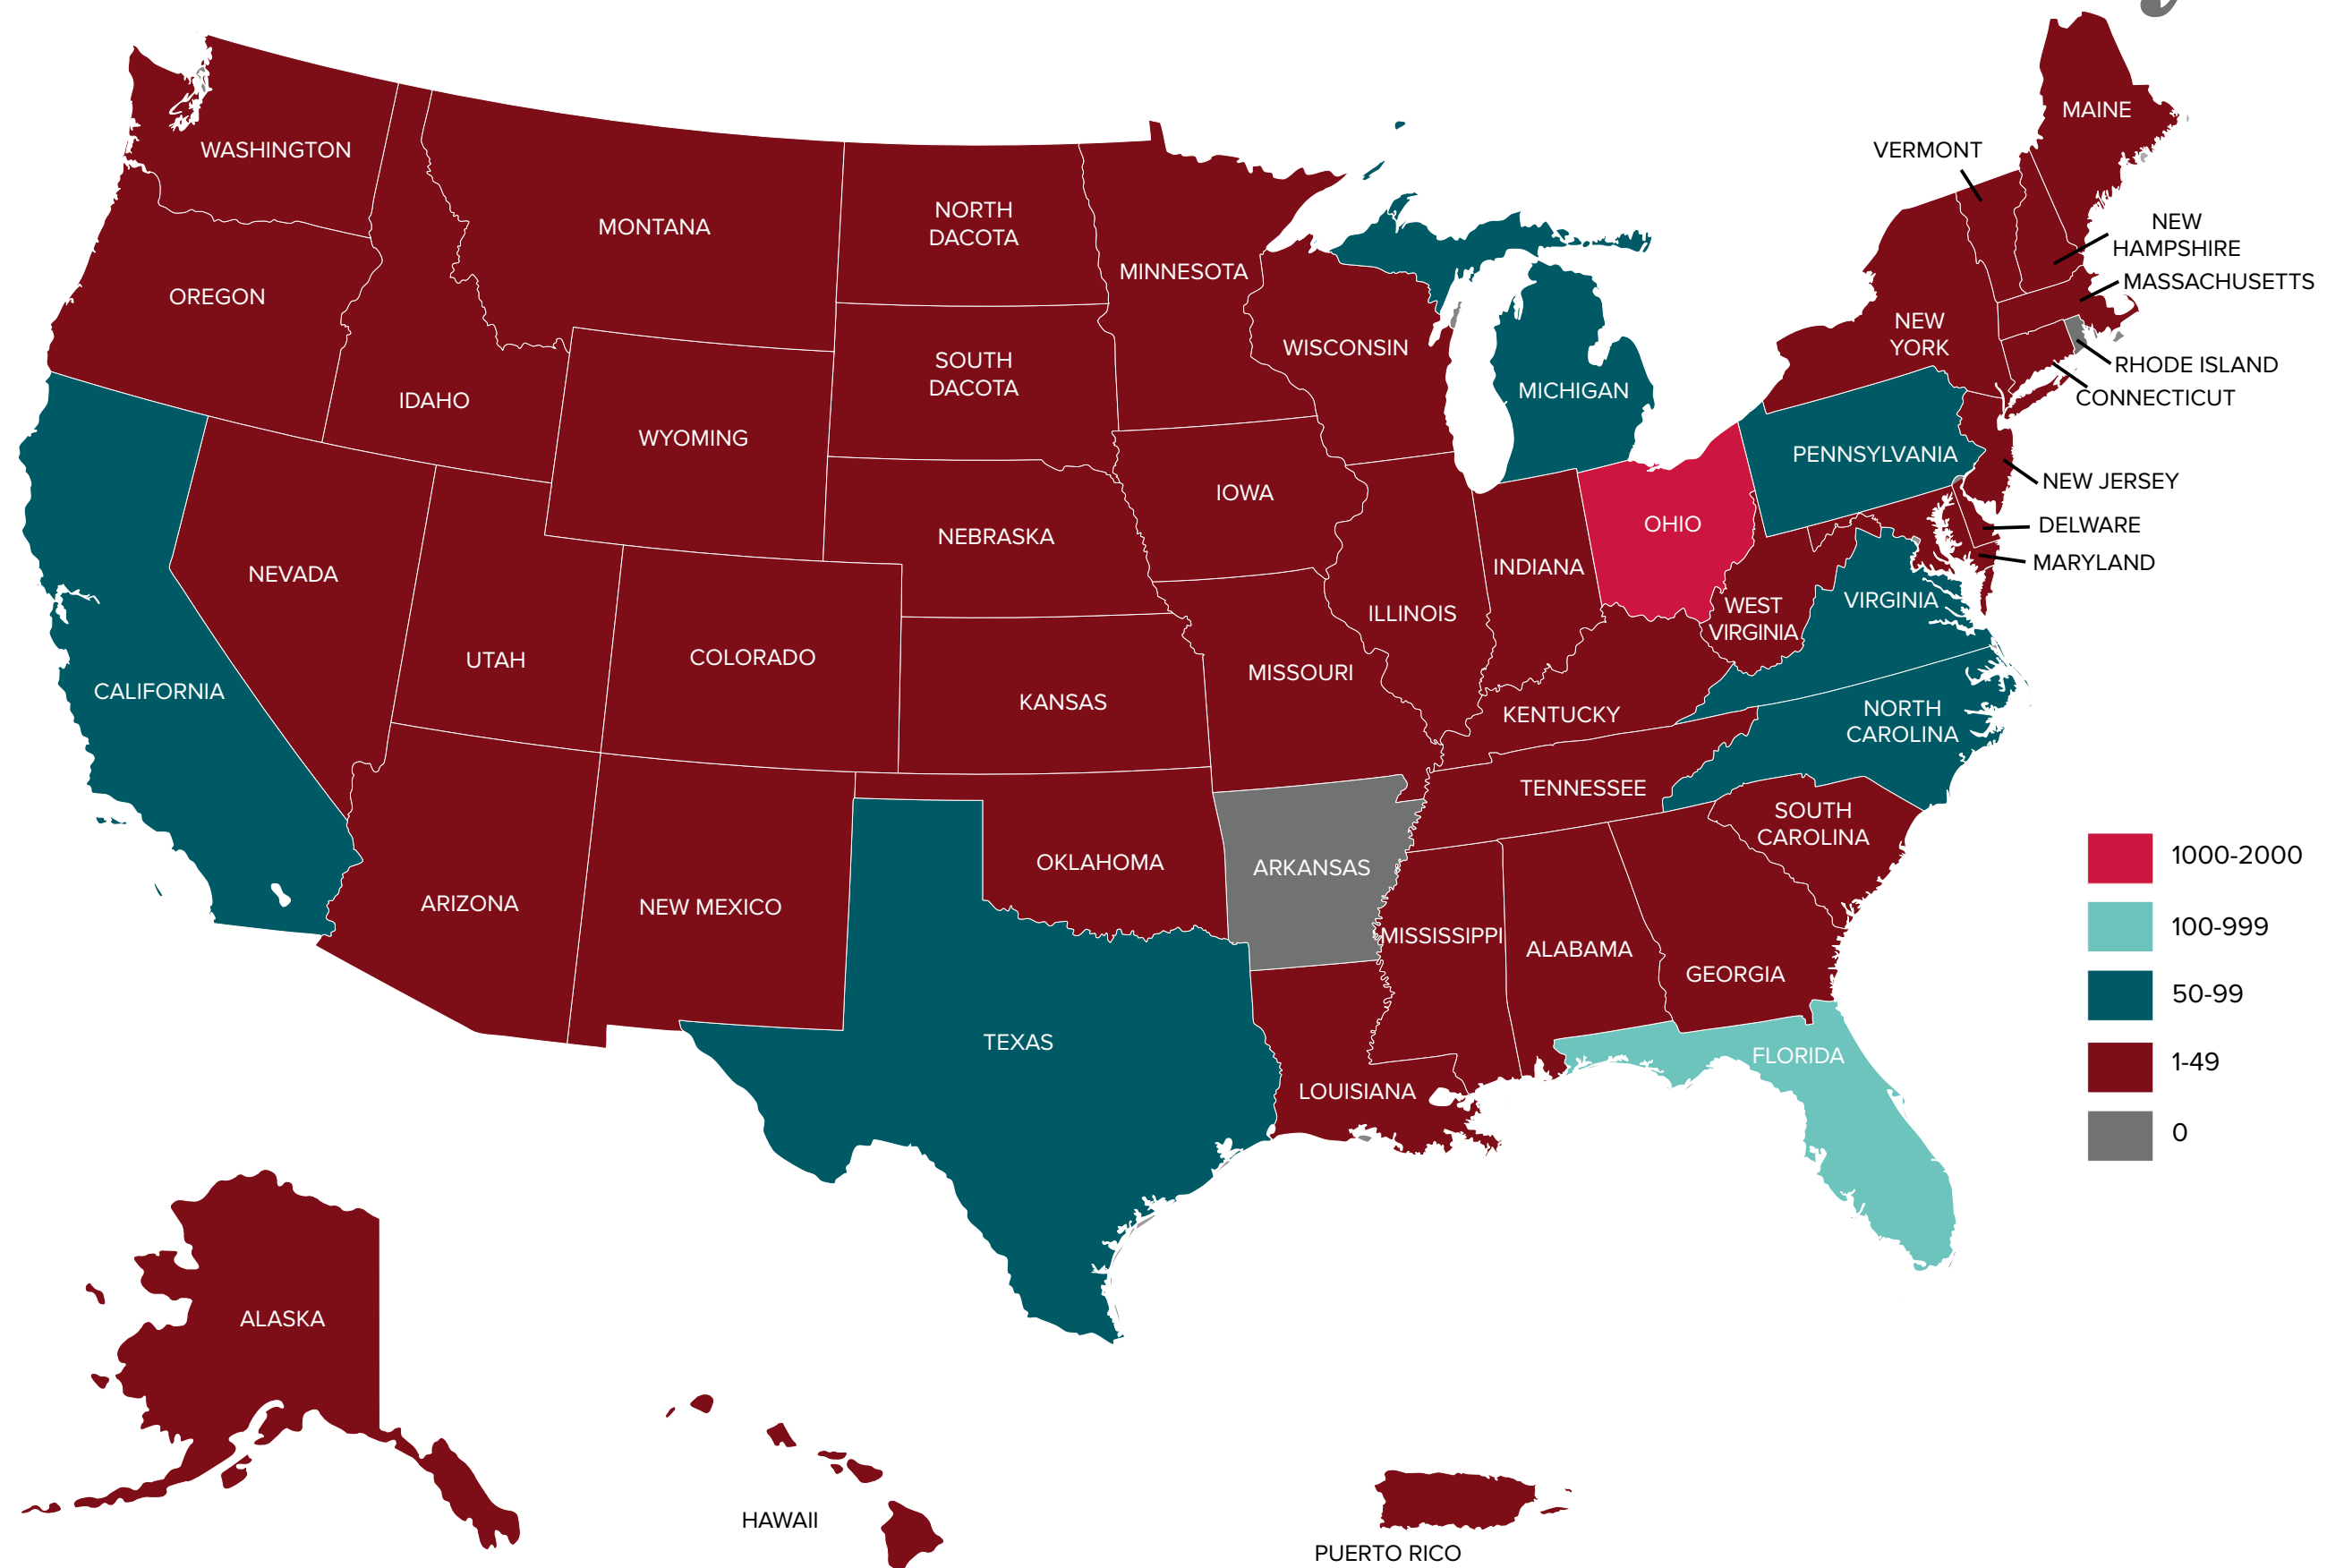 MAINE
VERMONT
WASHINGTON
NEW
HAMPSHIRE
MONTANA
NORTH
DACOTA
MINNESOTA
MASSACHUSETTS
OREGON
NEW
YORK
WISCONSIN
SOUTH
DACOTA
RHODE ISLAND
MICHIGAN
CONNECTICUT
IDAHO
WYOMING
PENNSYLVANIA
NEW JERSEY
IOWA
OHIO
DELWARE
NEBRASKA
MARYLAND
INDIANA
NEVADA
VIRGINIA
WEST
VIRGINIA
ILLINOIS
UTAH
COLORADO
MISSOURI
CALIFORNIA
KANSAS
KENTUCKY
NORTH
CAROLINA
TENNESSEE
SOUTH
CAROLINA
1000-2000
OKLAHOMA
ARKANSAS
ARIZONA
NEW MEXICO
100-999
MISSISSIPPI
ALABAMA
GEORGIA
50-99
TEXAS
FLORIDA
1-49
LOUISIANA
0
ALASKA
HAWAII
PUERTO RICO